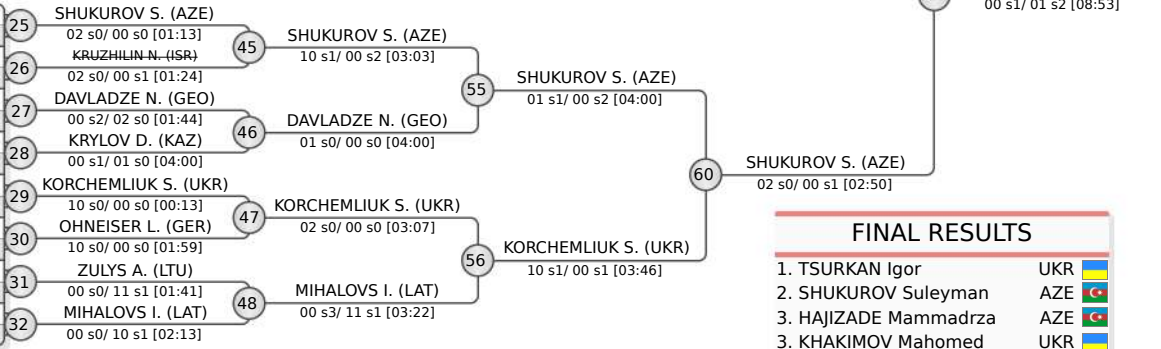 00 s1/ 01 s2 [08:53]
25
SHUKUROV S. (AZE)
02 s0/ 00 s0 [01:13]
26
KRUZHILIN N. (ISR)
02 s0/ 00 s1 [01:24]
27
DAVLADZE N. (GEO)
00 s2/ 02 s0 [01:44]
28
KRYLOV D. (KAZ)
00 s1/ 01 s0 [04:00]
29
KORCHEMLIUK S. (UKR)
10 s0/ 00 s0 [00:13]
30
OHNEISER L. (GER)
10 s0/ 00 s0 [01:59]
31
ZULYS A. (LTU)
00 s0/ 11 s1 [01:41]
32
MIHALOVS I. (LAT)
00 s0/ 10 s1 [02:13]
45
SHUKUROV S. (AZE)
10 s1/ 00 s2 [03:03]
46
DAVLADZE N. (GEO)
01 s0/ 00 s0 [04:00]
47
KORCHEMLIUK S. (UKR)
02 s0/ 00 s0 [03:07]
48
MIHALOVS I. (LAT)
00 s3/ 11 s1 [03:22]
55
SHUKUROV S. (AZE)
01 s1/ 00 s2 [04:00]
56
KORCHEMLIUK S. (UKR)
10 s1/ 00 s1 [03:46]
60
SHUKUROV S. (AZE)
02 s0/ 00 s1 [02:50]
FINAL RESULTS
1. TSURKAN Igor UKR
2. SHUKUROV Suleyman AZE
3. HAJIZADE Mammadrza AZE
3. KHAKIMOV Mahomed UKR